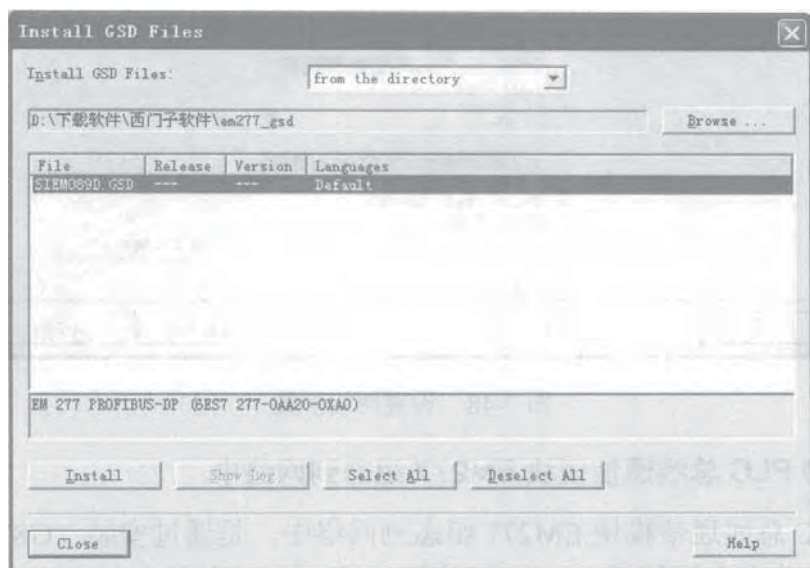 Install GSD Files
Install GSD Files: from the directory
D:\下载软件\西门子软件\em277_gsd Browse ...
File Release Version Languages
SIEM089D.GSD --- --- Default
EM 277 PROFIBUS-DP (6ES7 277-0AA20-0XA0)
Install Show Log Select All Deselect All
Close Help